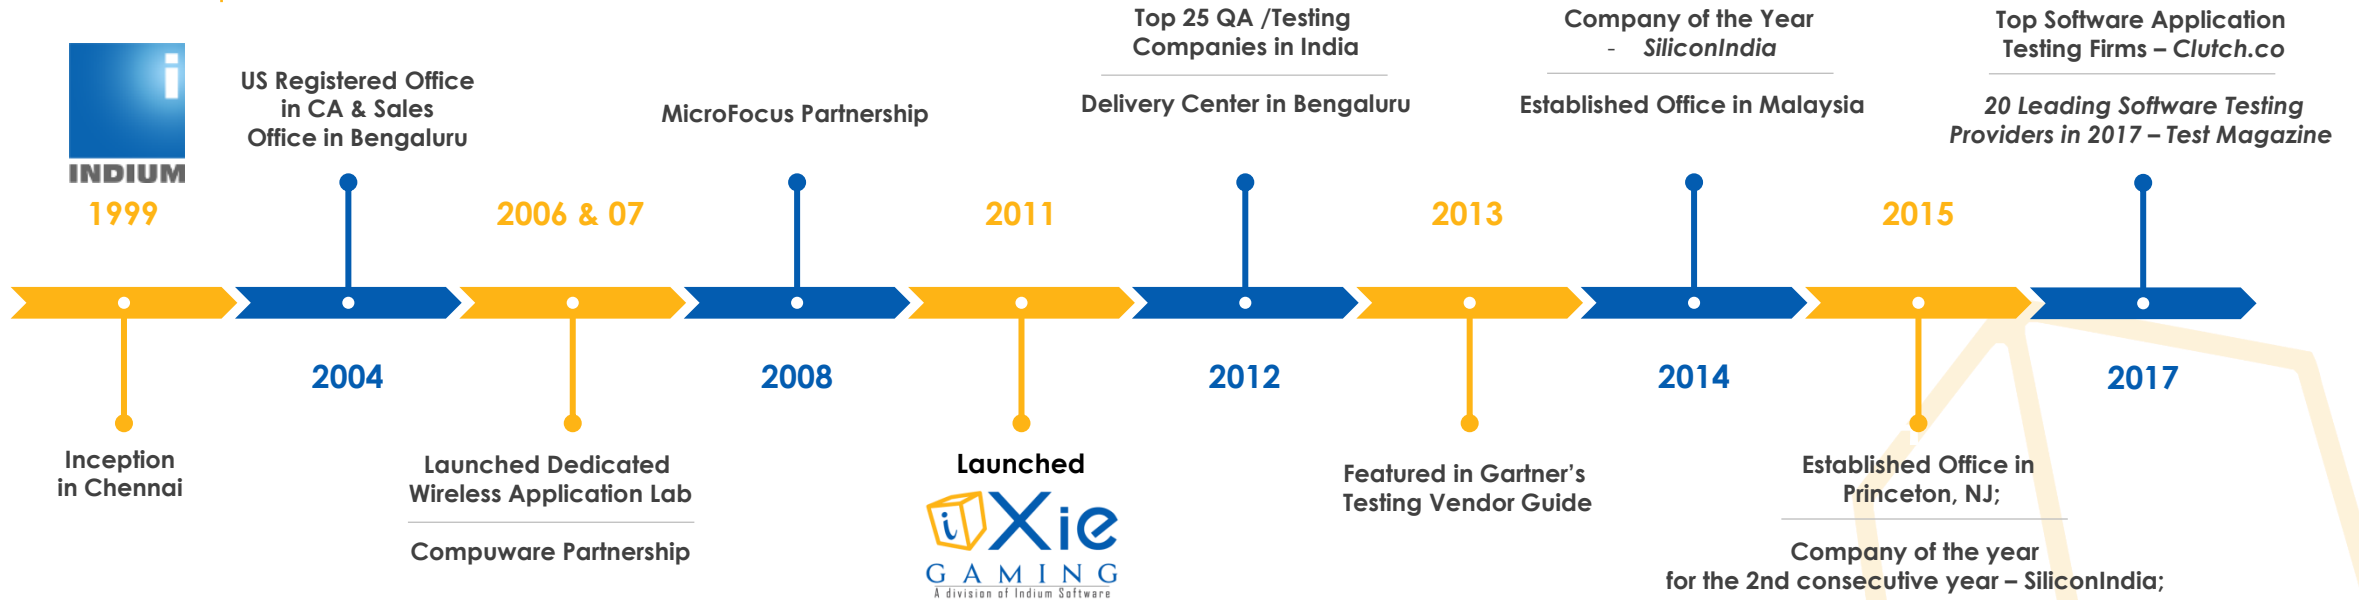 i
INDIUM
1999
Inception
in Chennai
US Registered Office
in CA & Sales
Office in Bengaluru
2004
2006 & 07
Launched Dedicated
Wireless Application Lab
Compuware Partnership
MicroFocus Partnership
2008
2011
Launched
iXie
GAMING
A division of Indium Software
Top 25 QA /Testing
Companies in India
Delivery Center in Bengaluru
2012
2013
Featured in Gartner’s
Testing Vendor Guide
Company of the Year
- SiliconIndia
Established Office in Malaysia
2014
2015
Established Office in
Princeton, NJ;
Company of the year
for the 2nd consecutive year – SiliconIndia;
Top Software Application
Testing Firms – Clutch.co
20 Leading Software Testing
Providers in 2017 – Test Magazine
2017